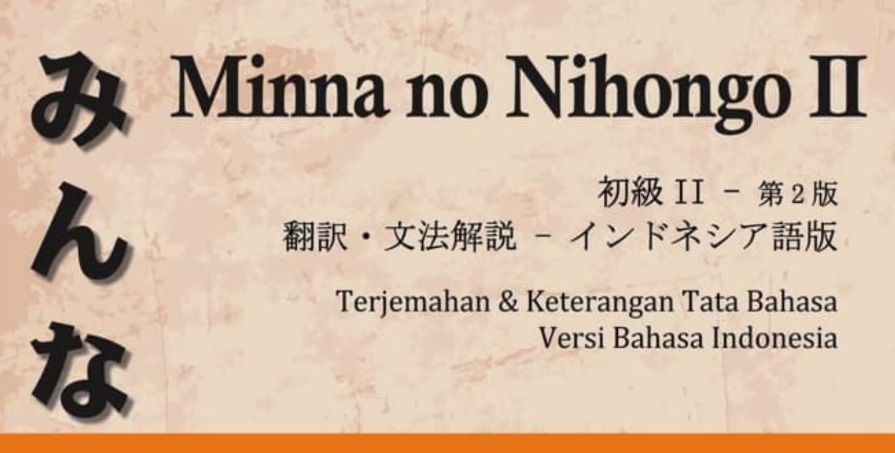 みんな
Minna no Nihongo II
初級 II － 第2版
翻訳・文法解説 － インドネシア語版
Terjemahan & Keterangan Tata Bahasa
Versi Bahasa Indonesia